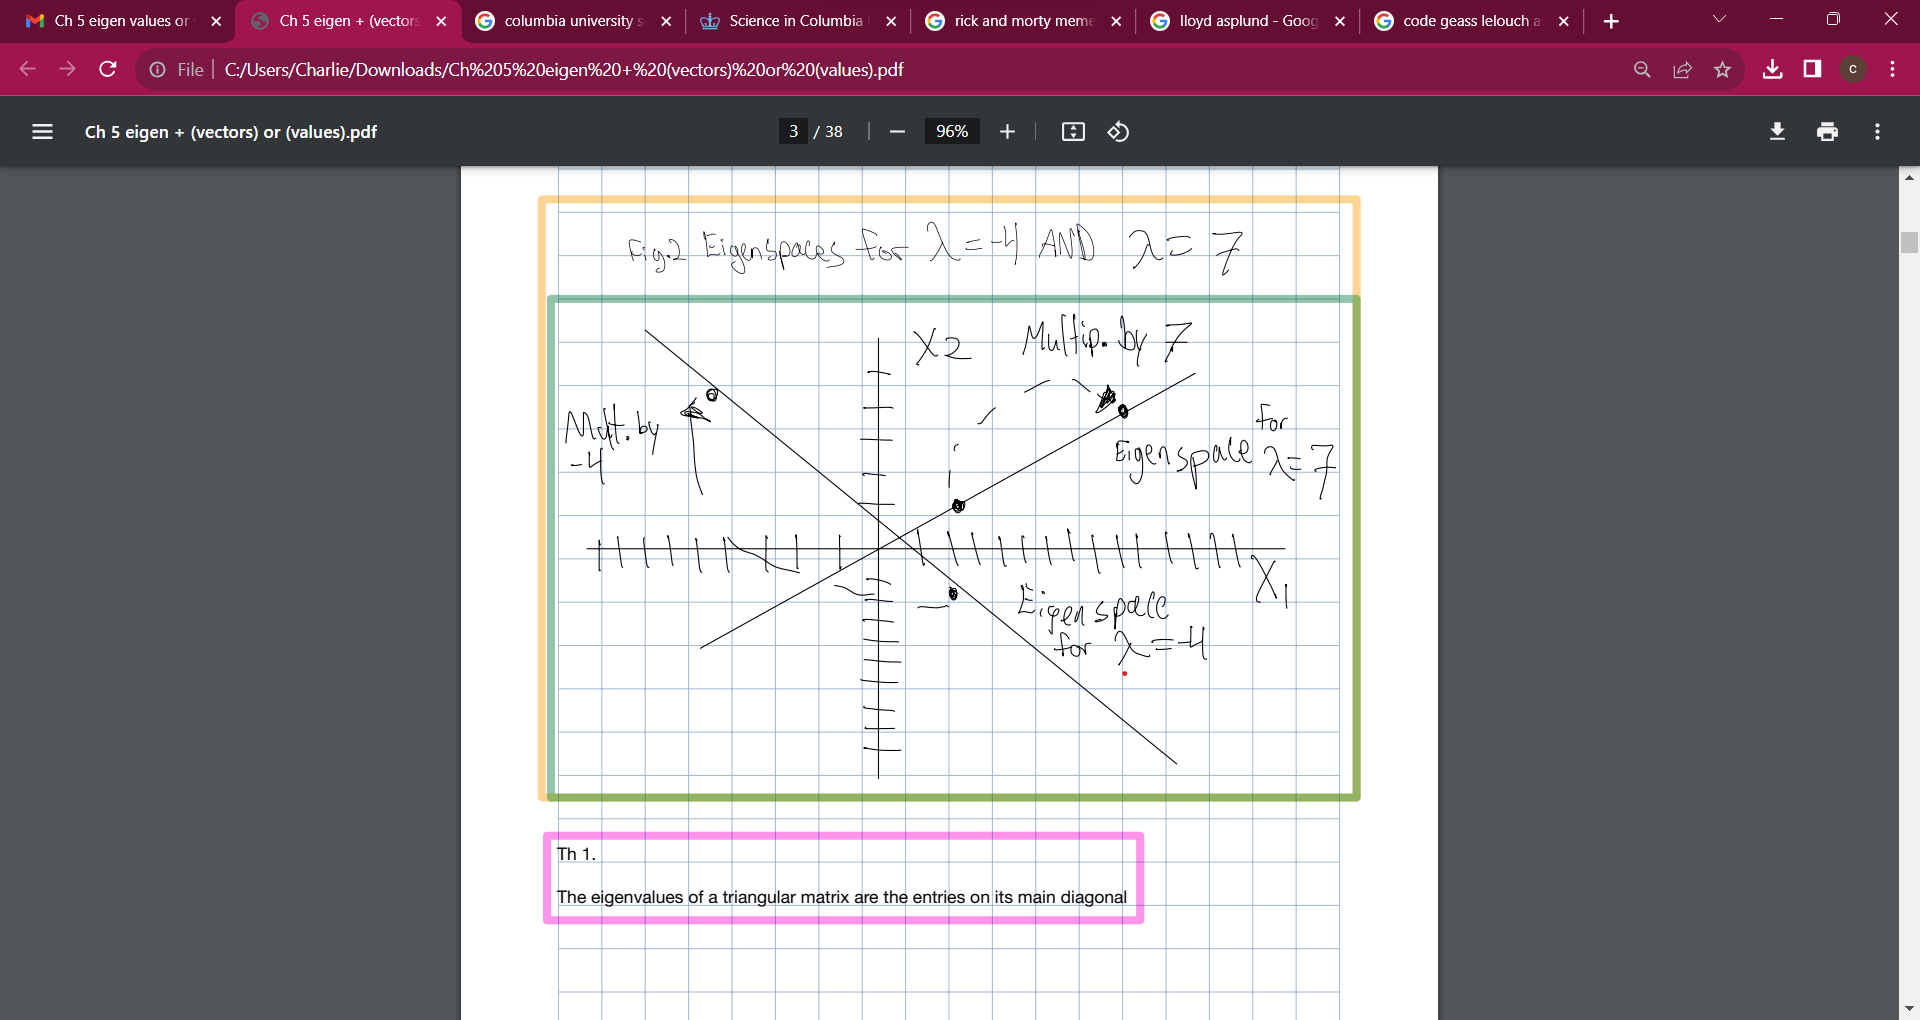 Ch 5 eigen values or
Ch 5 eigen + (vectors
columbia university s
Science in Columbia
rick and morty meme
lloyd asplund - Goog
code geass lelouch a
File
C:/Users/Charlie/Downloads/Ch%205%20eigen%20+%20(vectors)%20or%20(values).pdf
c
Ch 5 eigen + (vectors) or (values).pdf
3 / 38
96%
Fig.2 Eigenspaces for λ=-4 AND λ=7
X2
Multip. by 7
Mult. by
-4
For
Eigenspace λ=7
X1
Eigenspace
for λ=-4
Th 1.
The eigenvalues of a triangular matrix are the entries on its main diagonal